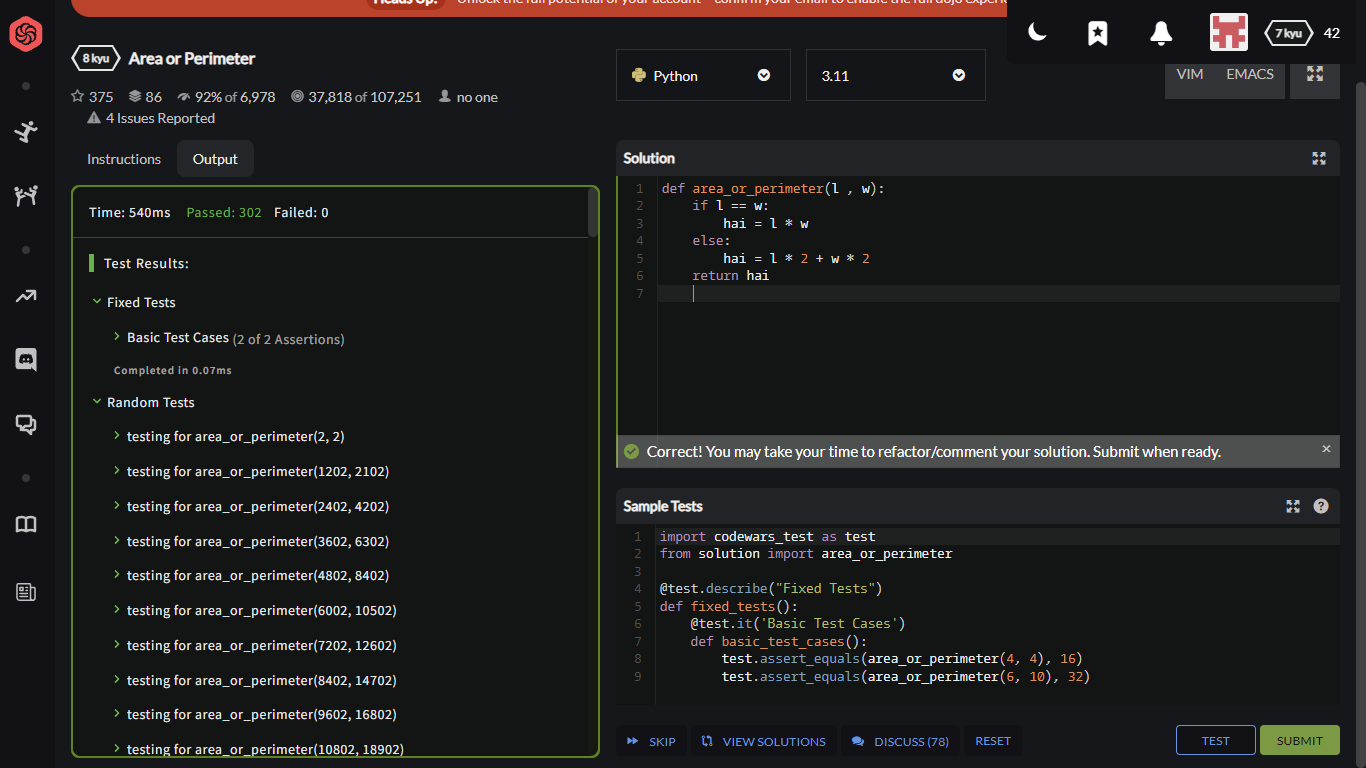 Heads Up! Unlock the full potential of your account - confirm your email to enable the full dojo experie
7 kyu 42
8 kyu Area or Perimeter
375 86 92% of 6,978 37,818 of 107,251 no one
4 Issues Reported
Python
3.11
VIM EMACS
Instructions Output
Time: 540ms Passed: 302 Failed: 0
Test Results:
Fixed Tests
Basic Test Cases (2 of 2 Assertions)
Completed in 0.07ms
Random Tests
testing for area_or_perimeter(2, 2)
testing for area_or_perimeter(1202, 2102)
testing for area_or_perimeter(2402, 4202)
testing for area_or_perimeter(3602, 6302)
testing for area_or_perimeter(4802, 8402)
testing for area_or_perimeter(6002, 10502)
testing for area_or_perimeter(7202, 12602)
testing for area_or_perimeter(8402, 14702)
testing for area_or_perimeter(9602, 16802)
testing for area_or_perimeter(10802, 18902)
Solution
1 def area_or_perimeter(l , w):
2     if l == w:
3         hai = l * w
4     else:
5         hai = l * 2 + w * 2
6     return hai
7
Correct! You may take your time to refactor/comment your solution. Submit when ready. ×
Sample Tests ?
1 import codewars_test as test
2 from solution import area_or_perimeter
3
4 @test.describe("Fixed Tests")
5 def fixed_tests():
6     @test.it('Basic Test Cases')
7     def basic_test_cases():
8         test.assert_equals(area_or_perimeter(4, 4), 16)
9         test.assert_equals(area_or_perimeter(6, 10), 32)
SKIP VIEW SOLUTIONS DISCUSS (78) RESET TEST SUBMIT